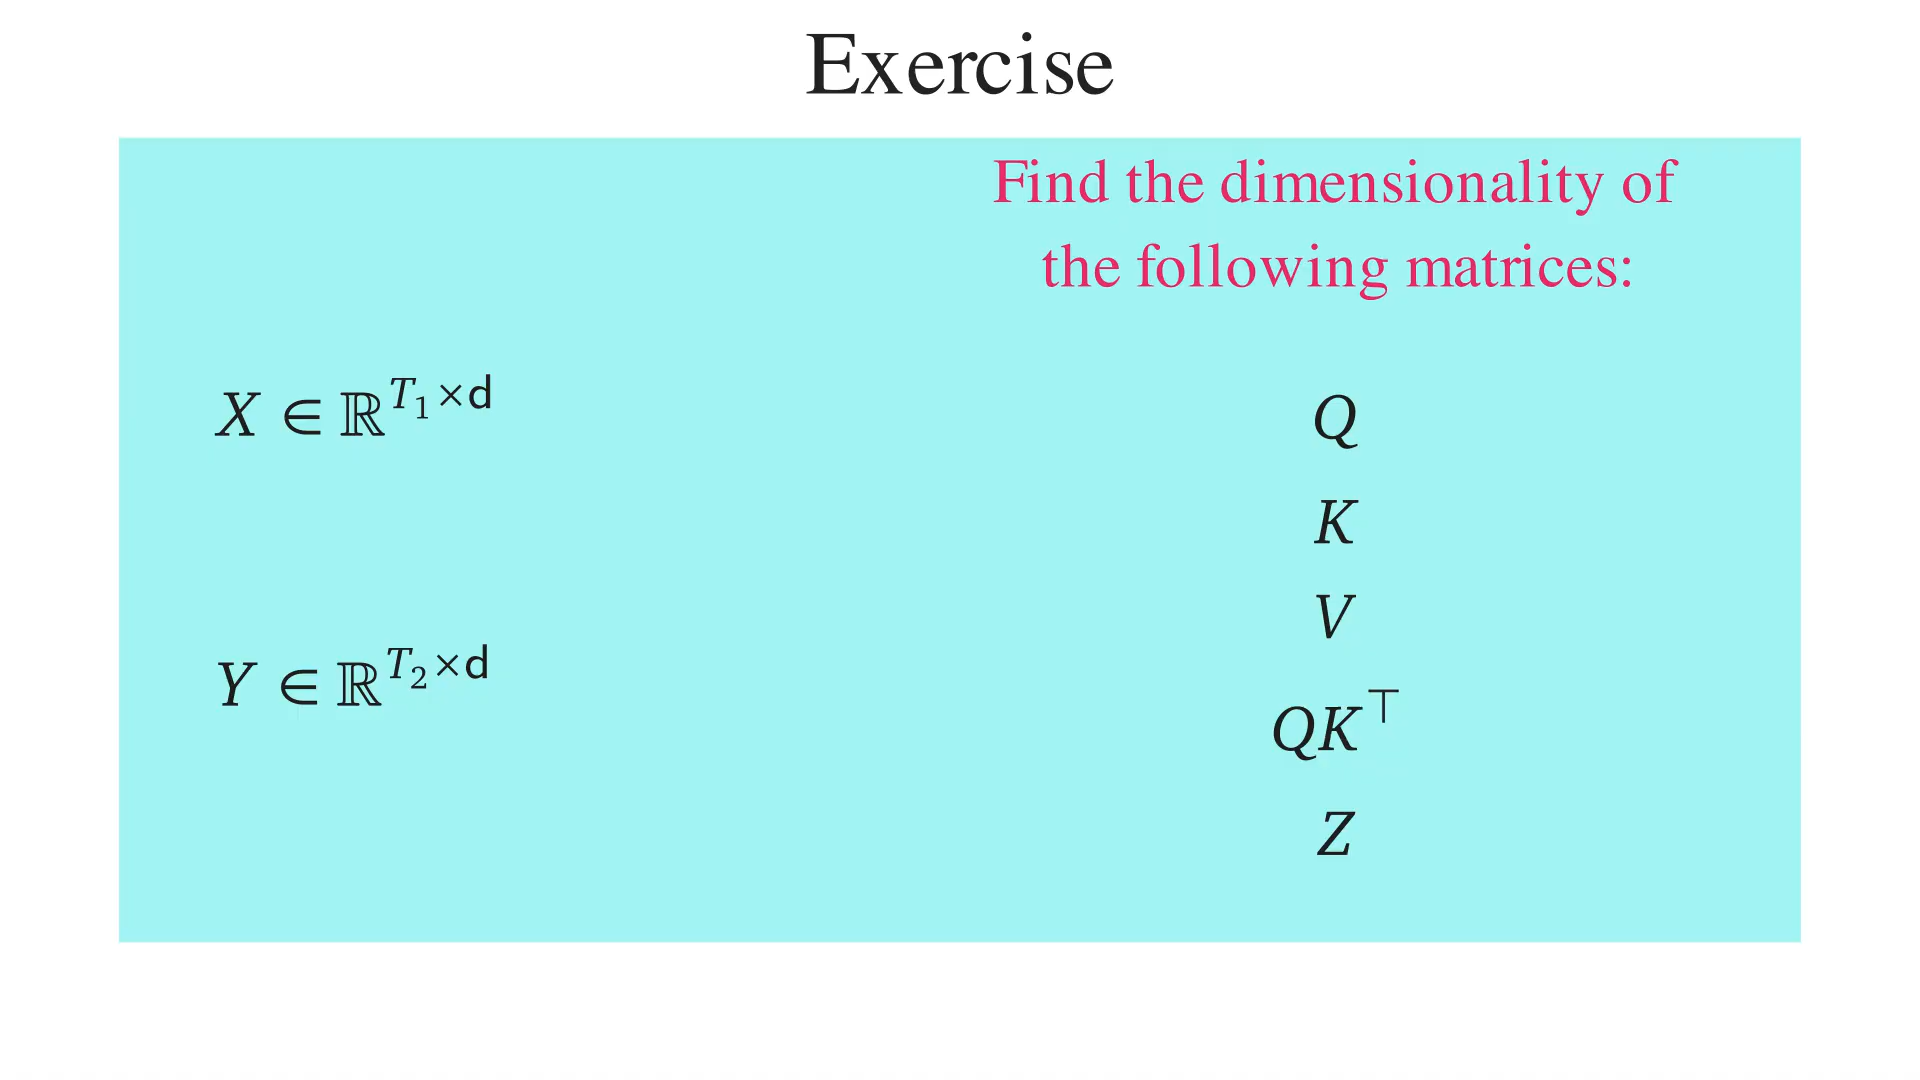 Exercise
Find the dimensionality of
the following matrices:
X ∈ ℝ^{T₁×d}
Y ∈ ℝ^{T₂×d}
Q
K
V
QK^⊤
Z